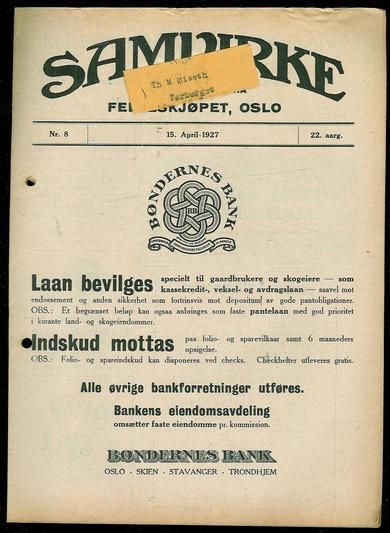 SAMVIRKE
Th M Øiseth
Tørberget
FELLESKJØPET, OSLO
Nr. 8
15. April 1927
22. aarg.
BØNDERNES BANK
BB
Laan bevilges specielt til gaardbrukere og skogeiere — som
kassekredit-, veksel- og avdragslaan — saavel mot
endossement og anden sikkerhet som fortrinsvis mot depositum av gode pantobligationer.
OBS.: Et begrænset beløp kan ogsaa anbringes som faste pantelaan med god prioritet
i kurante land- og skogeiendommer.
Indskud mottas paa folio- og sparevilkaar samt 6 maaneders
opsigelse.
OBS.: Folio- og spareindskud kan disponeres ved checks. Checkhefter utleveres gratis.
Alle øvrige bankforretninger utføres.
Bankens eiendomsavdeling
omsætter faste eiendomme pr. kommission.
BØNDERNES BANK
OSLO - SKIEN - STAVANGER - TRONDHJEM